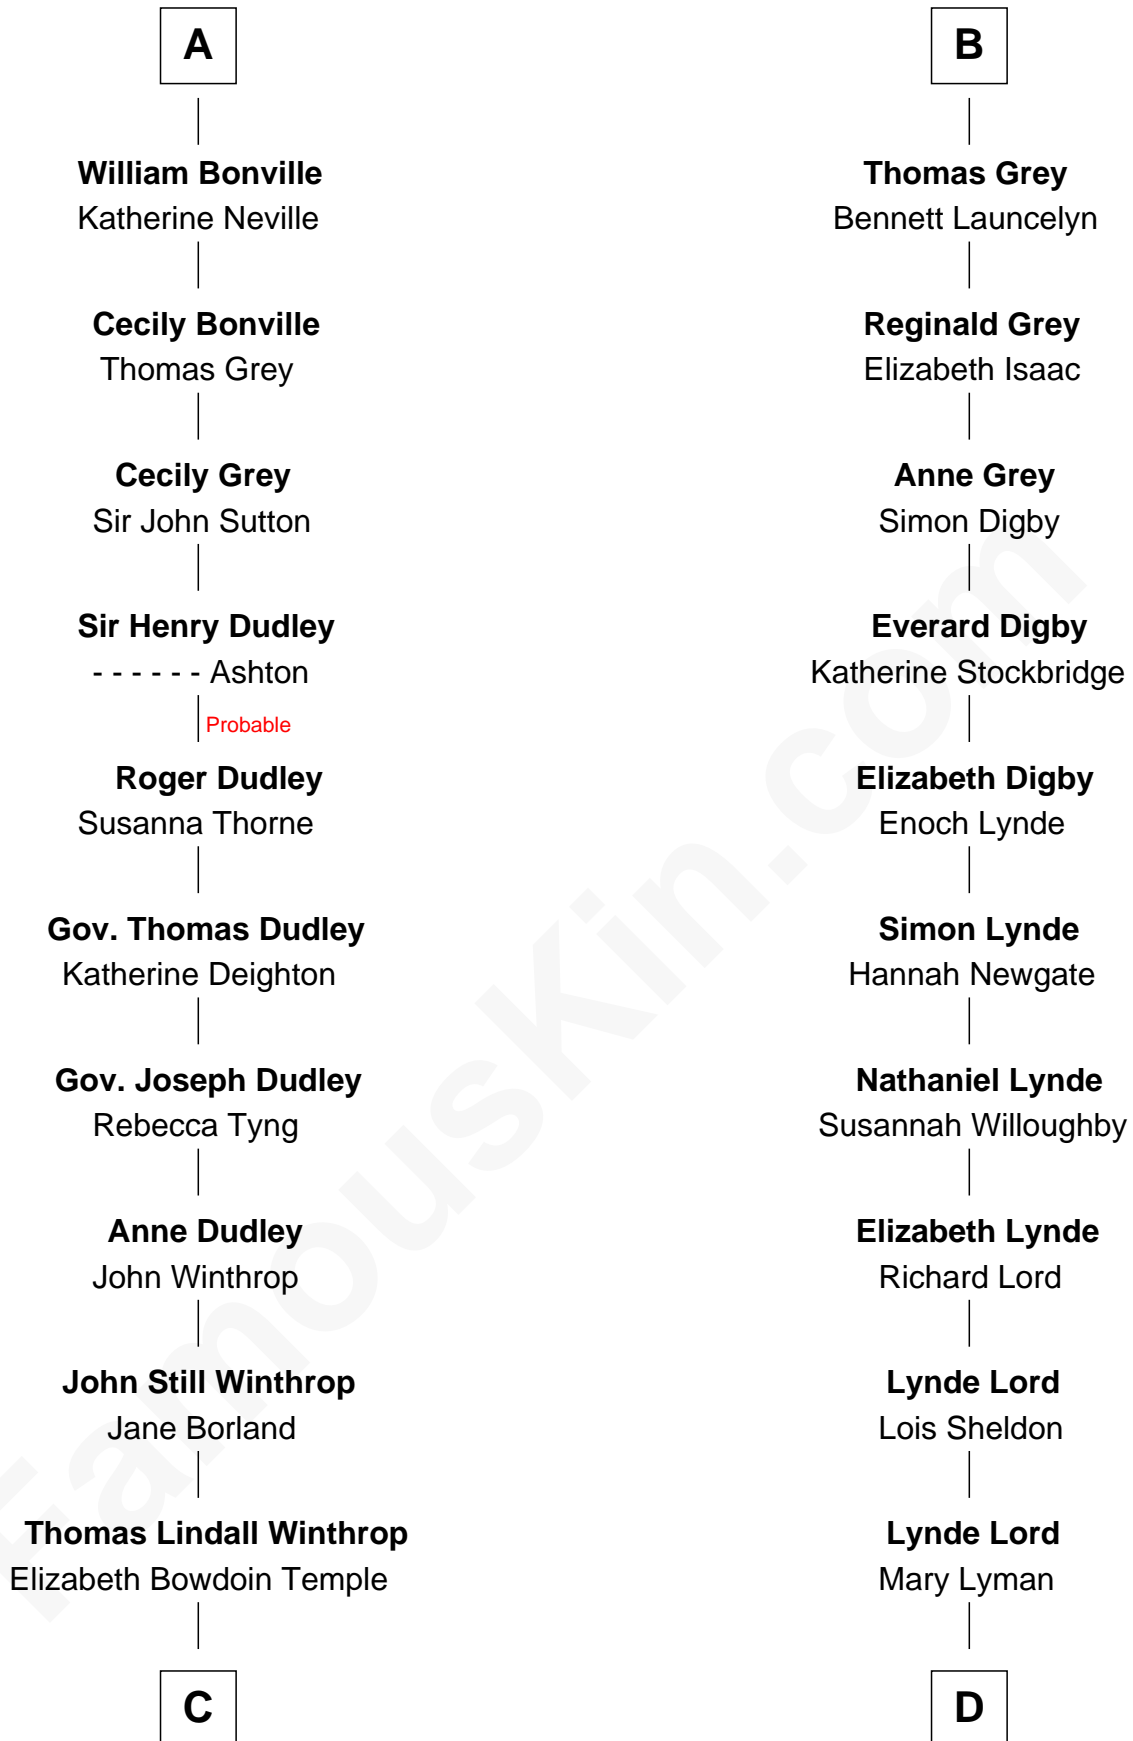 A
William Bonville
Katherine Neville
Cecily Bonville
Thomas Grey
Cecily Grey
Sir John Sutton
Sir Henry Dudley
- - - - - - Ashton
Probable
Roger Dudley
Susanna Thorne
Gov. Thomas Dudley
Katherine Deighton
Gov. Joseph Dudley
Rebecca Tyng
Anne Dudley
John Winthrop
John Still Winthrop
Jane Borland
Thomas Lindall Winthrop
Elizabeth Bowdoin Temple
C
B
Thomas Grey
Bennett Launcelyn
Reginald Grey
Elizabeth Isaac
Anne Grey
Simon Digby
Everard Digby
Katherine Stockbridge
Elizabeth Digby
Enoch Lynde
Simon Lynde
Hannah Newgate
Nathaniel Lynde
Susannah Willoughby
Elizabeth Lynde
Richard Lord
Lynde Lord
Lois Sheldon
Lynde Lord
Mary Lyman
D
FamousKin.com